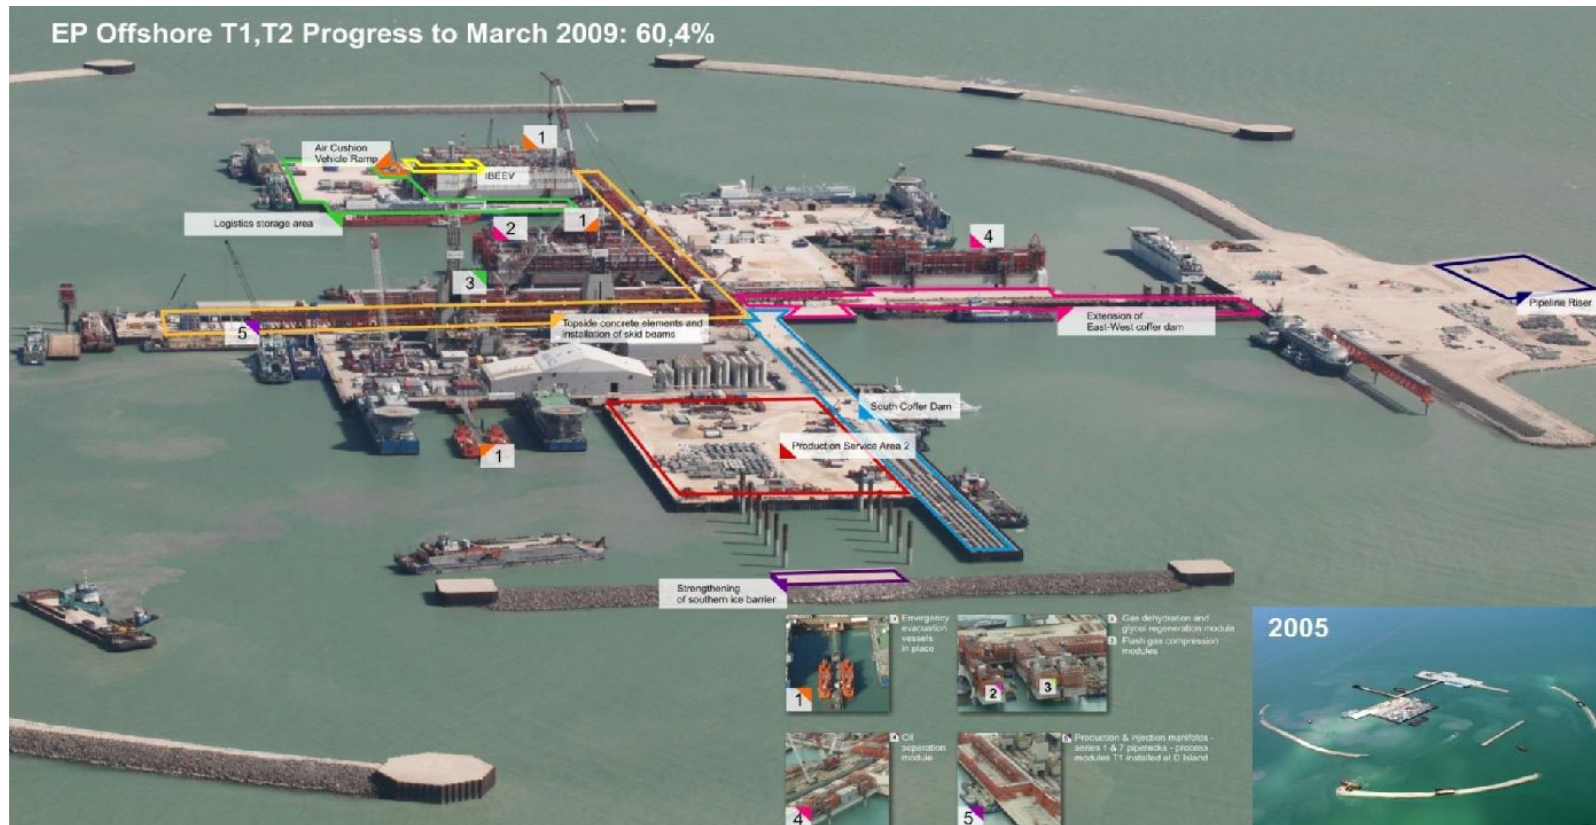 EP Offshore T1,T2 Progress to March 2009: 60,4%
1
Air Cushion
Vehicle Ramp
IBEEV
Logistics storage area
2
1
4
3
Pipeline Riser
5
Topside concrete elements and
installation of skid beams
Extension of
East-West coffer dam
South Coffer Dam
Production Service Area 2
1
Strengthening
of southern ice barrier
Emergency
evacuation
vessels
in place
1
Gas dehydration and
glycol regeneration module
Flash gas compression
modules
2
3
2005
Oil
separation
module
4
Production & injection manifolds -
series 1 & 7 piperacks - process
modules T1 installed at D Island
5